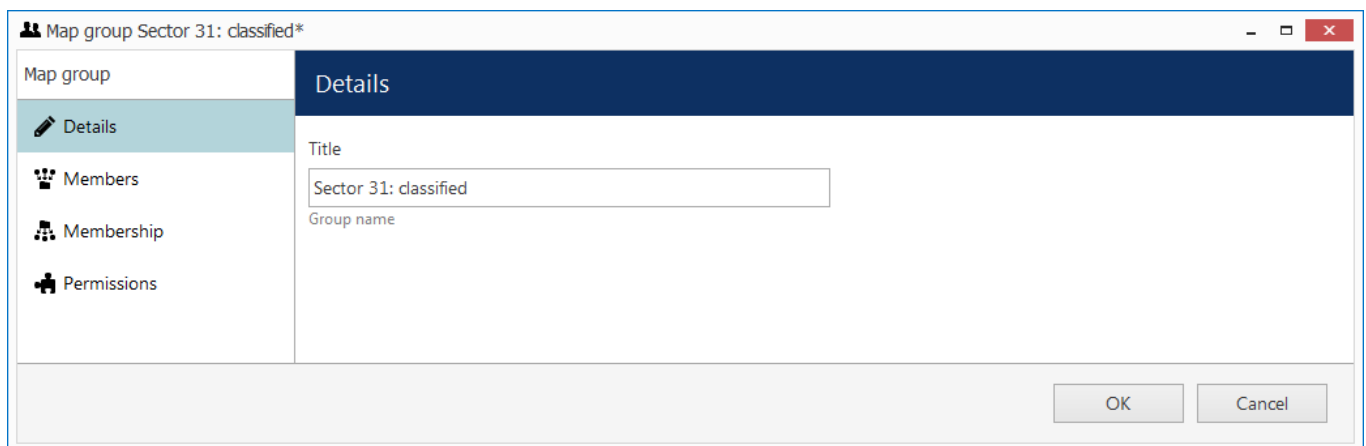 Map group Sector 31: classified*
Map group
Details
Members
Membership
Permissions
Details
Title
Sector 31: classified
Group name
OK
Cancel